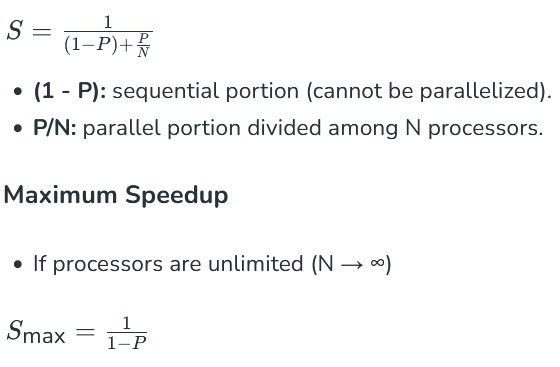 S = \frac{1}{(1-P)+\frac{P}{N}}
• (1 - P): sequential portion (cannot be parallelized).
• P/N: parallel portion divided among N processors.
Maximum Speedup
• If processors are unlimited (N → ∞)
S_{max} = \frac{1}{1-P}